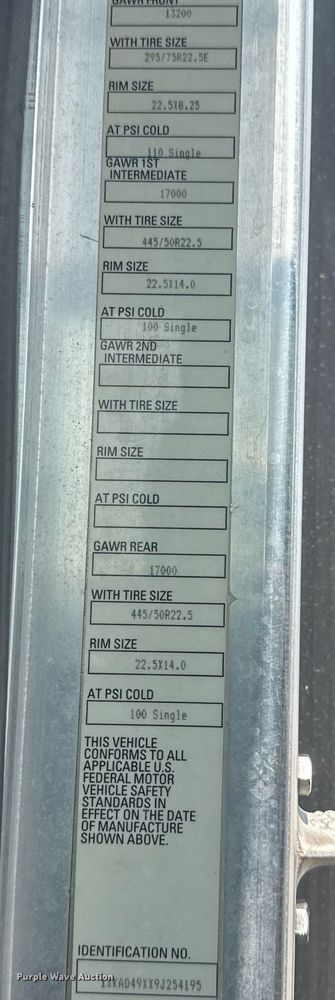 GAWR FRONT
13200
WITH TIRE SIZE
295/75R22.5E
RIM SIZE
22.5X8.25
AT PSI COLD
110 Single
GAWR 1ST
INTERMEDIATE
17000
WITH TIRE SIZE
445/50R22.5
RIM SIZE
22.5X14.0
AT PSI COLD
100 Single
GAWR 2ND
INTERMEDIATE
WITH TIRE SIZE
RIM SIZE
AT PSI COLD
GAWR REAR
17000
WITH TIRE SIZE
445/50R22.5
RIM SIZE
22.5X14.0
AT PSI COLD
100 Single
THIS VEHICLE
CONFORMS TO ALL
APPLICABLE U.S.
FEDERAL MOTOR
VEHICLE SAFETY
STANDARDS IN
EFFECT ON THE DATE
OF MANUFACTURE
SHOWN ABOVE.
IDENTIFICATION NO.
Purple Wave Auction
1XKAD49XX9J254195